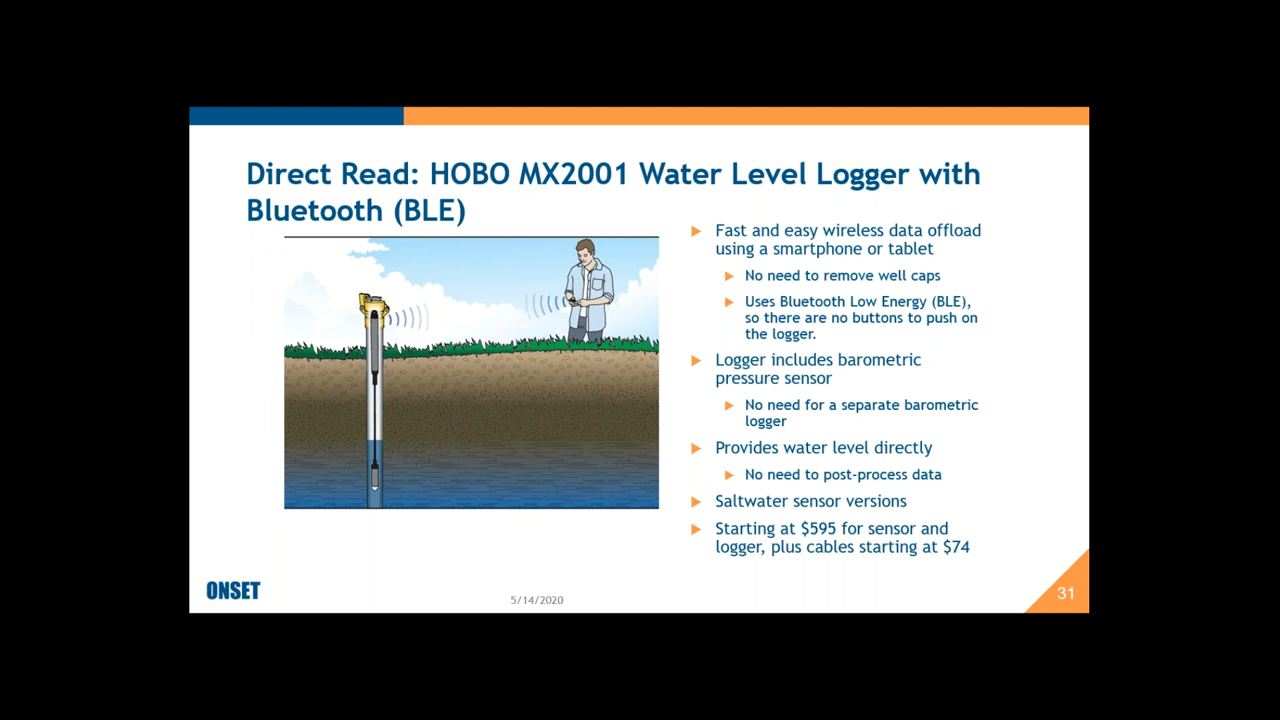 Direct Read: HOBO MX2001 Water Level Logger with
Bluetooth (BLE)
Fast and easy wireless data offload
using a smartphone or tablet
No need to remove well caps
Uses Bluetooth Low Energy (BLE),
so there are no buttons to push on
the logger.
Logger includes barometric
pressure sensor
No need for a separate barometric
logger
Provides water level directly
No need to post-process data
Saltwater sensor versions
Starting at $595 for sensor and
logger, plus cables starting at $74
ONSET
5/14/2020
31